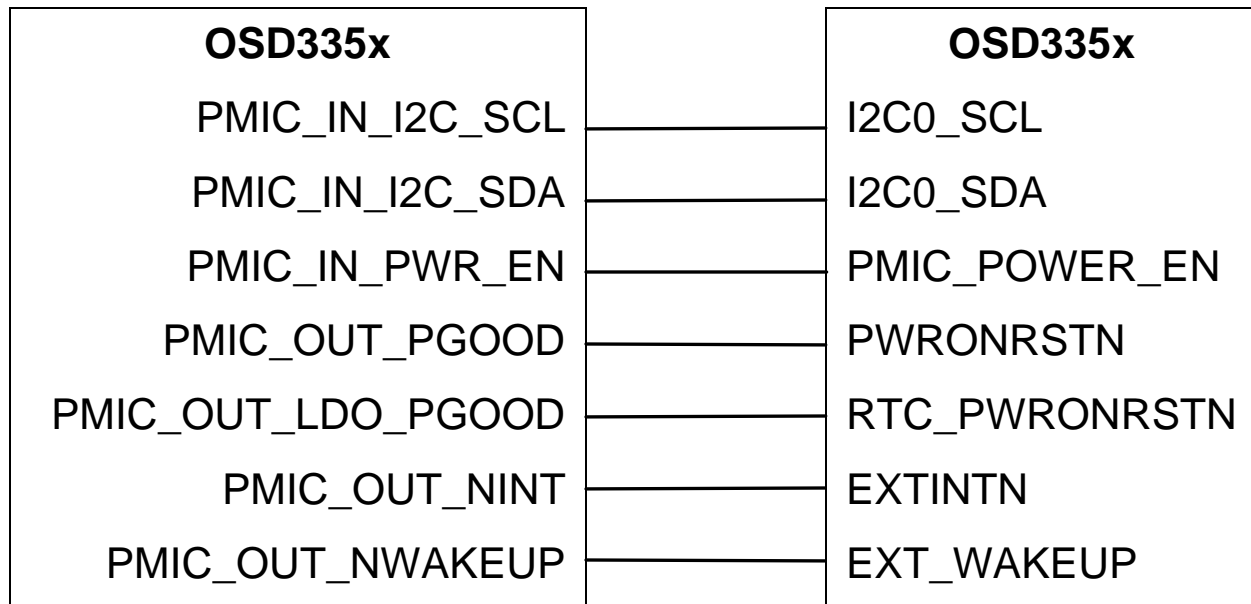 OSD335x OSD335x
PMIC_IN_I2C_SCL I2C0_SCL
PMIC_IN_I2C_SDA I2C0_SDA
PMIC_IN_PWR_EN PMIC_POWER_EN
PMIC_OUT_PGOOD PWRONRSTN
PMIC_OUT_LDO_PGOOD RTC_PWRONRSTN
PMIC_OUT_NINT EXTINTN
PMIC_OUT_NWAKEUP EXT_WAKEUP